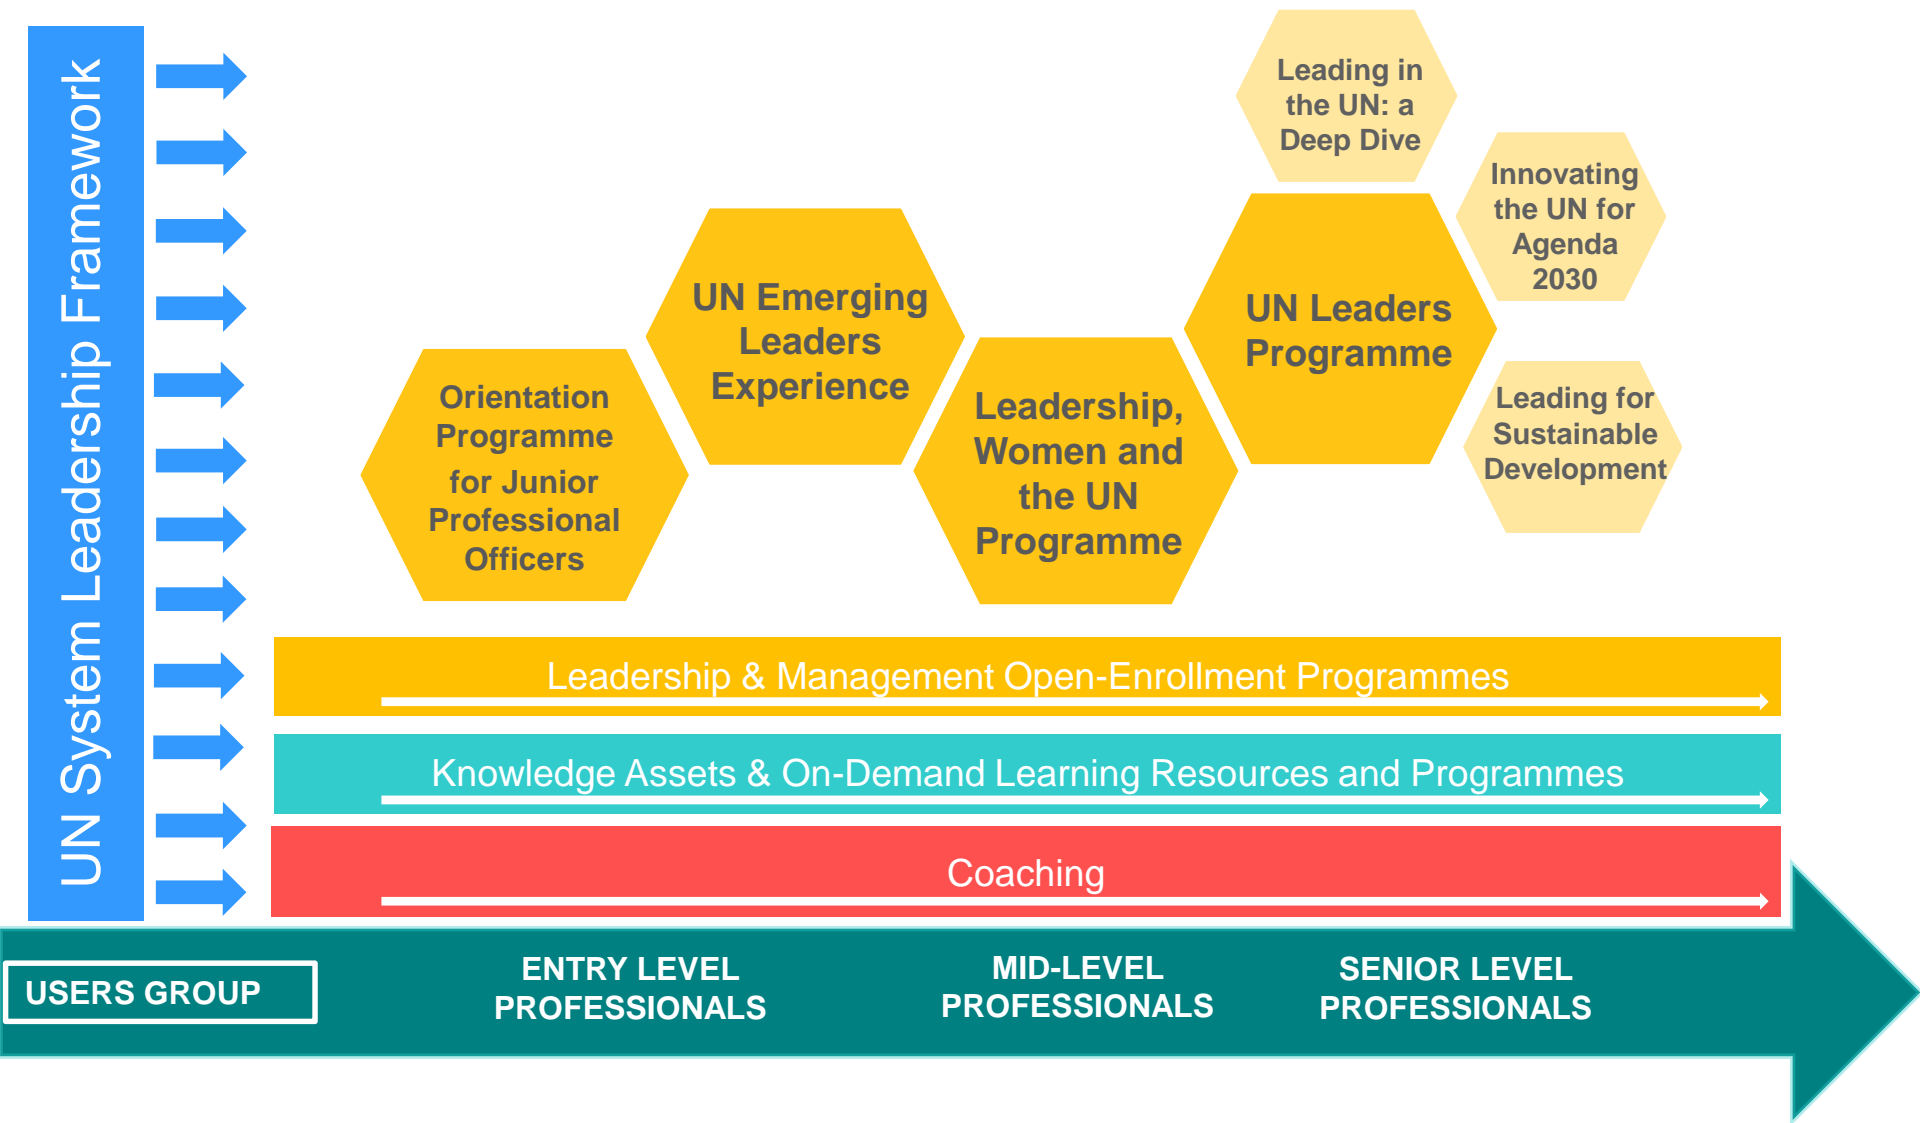 UN System Leadership Framework
Leading in
the UN: a
Deep Dive
Innovating
the UN for
Agenda
2030
UN Emerging
Leaders
Experience
UN Leaders
Programme
Orientation
Programme
for Junior
Professional
Officers
Leadership,
Women and
the UN
Programme
Leading for
Sustainable
Development
Leadership & Management Open-Enrollment Programmes
Knowledge Assets & On-Demand Learning Resources and Programmes
Coaching
USERS GROUP
ENTRY LEVEL
PROFESSIONALS
MID-LEVEL
PROFESSIONALS
SENIOR LEVEL
PROFESSIONALS